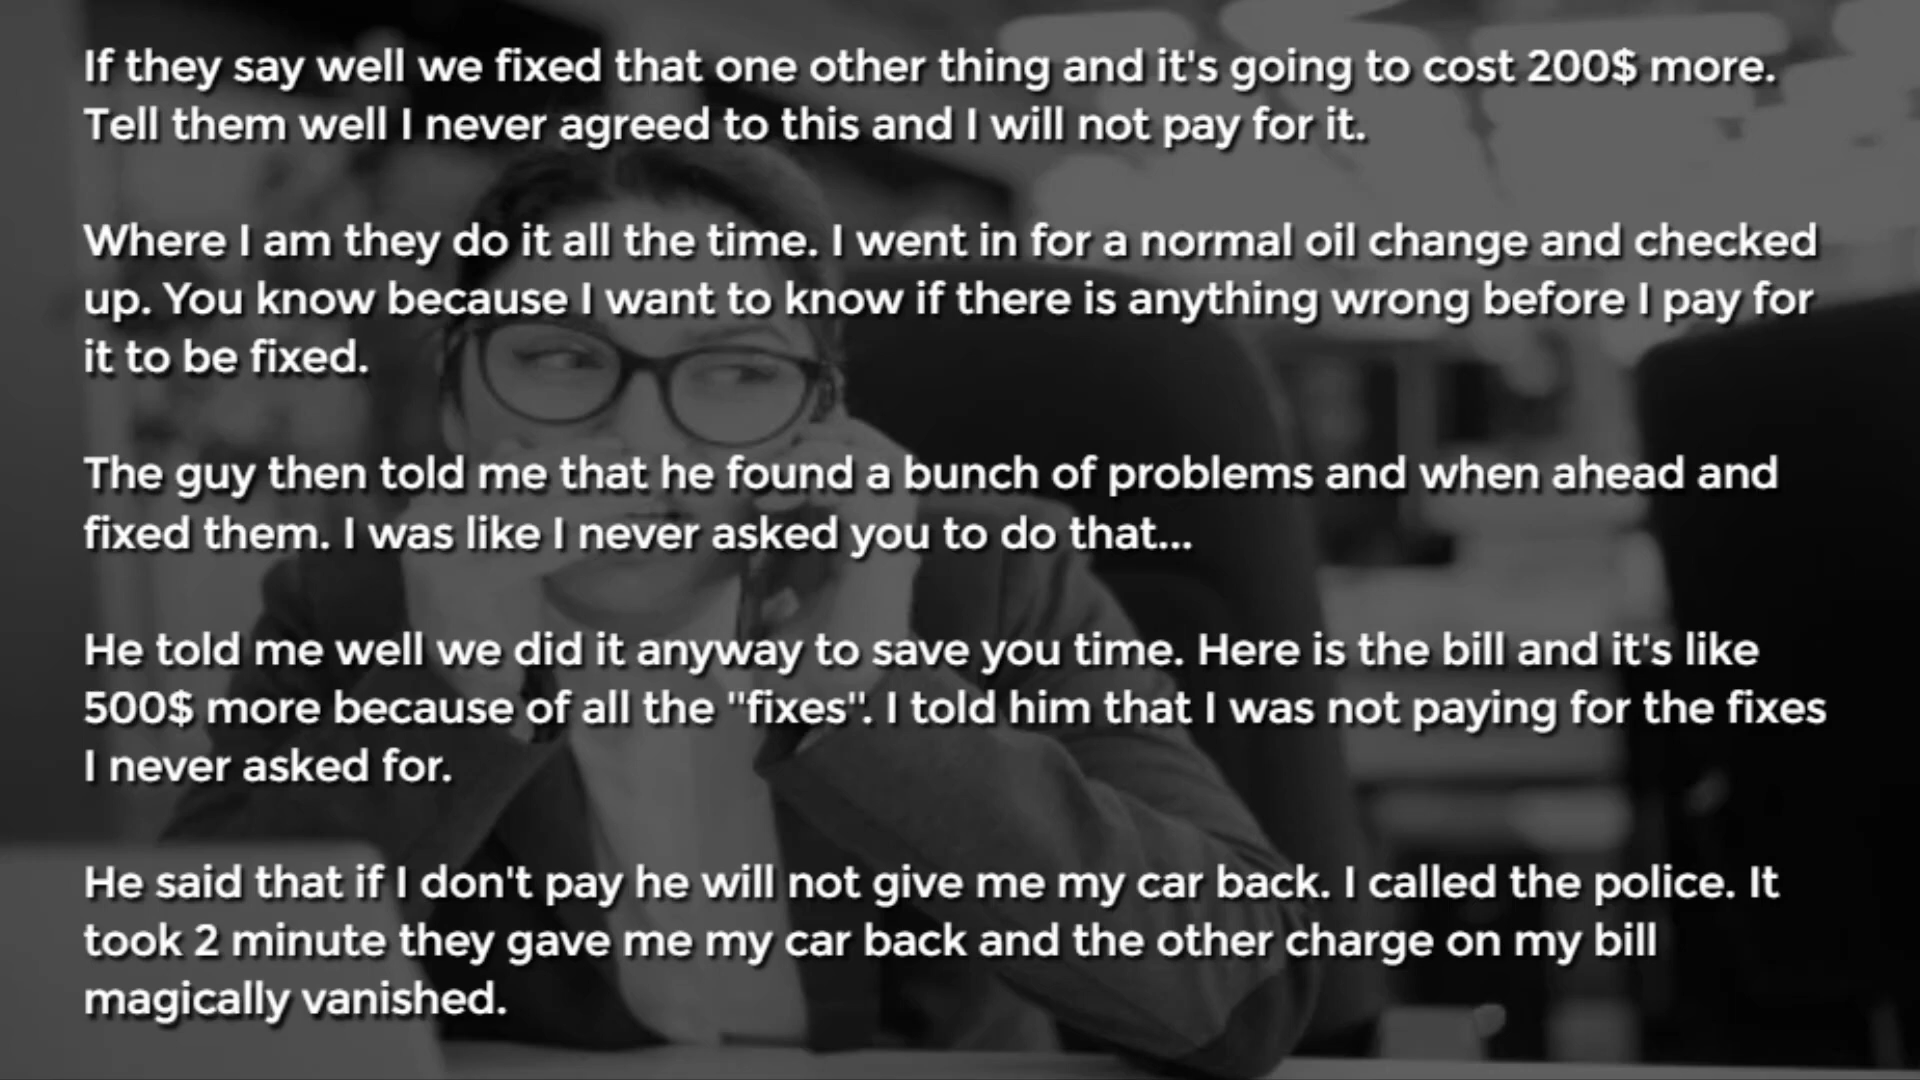 If they say well we fixed that one other thing and it's going to cost 200$ more.
Tell them well I never agreed to this and I will not pay for it.
Where I am they do it all the time. I went in for a normal oil change and checked
up. You know because I want to know if there is anything wrong before I pay for
it to be fixed.
The guy then told me that he found a bunch of problems and when ahead and
fixed them. I was like I never asked you to do that...
He told me well we did it anyway to save you time. Here is the bill and it's like
500$ more because of all the "fixes". I told him that I was not paying for the fixes
I never asked for.
He said that if I don't pay he will not give me my car back. I called the police. It
took 2 minute they gave me my car back and the other charge on my bill
magically vanished.